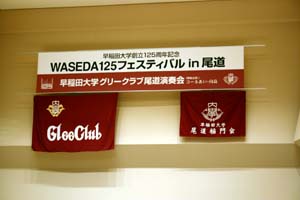 早稲田大学創立125周年記念
WASEDA125フェスティバル in 尾道
早稲田大学グリークラブ尾道演奏会
Glee Club
早稲田大学
尾道稲門会